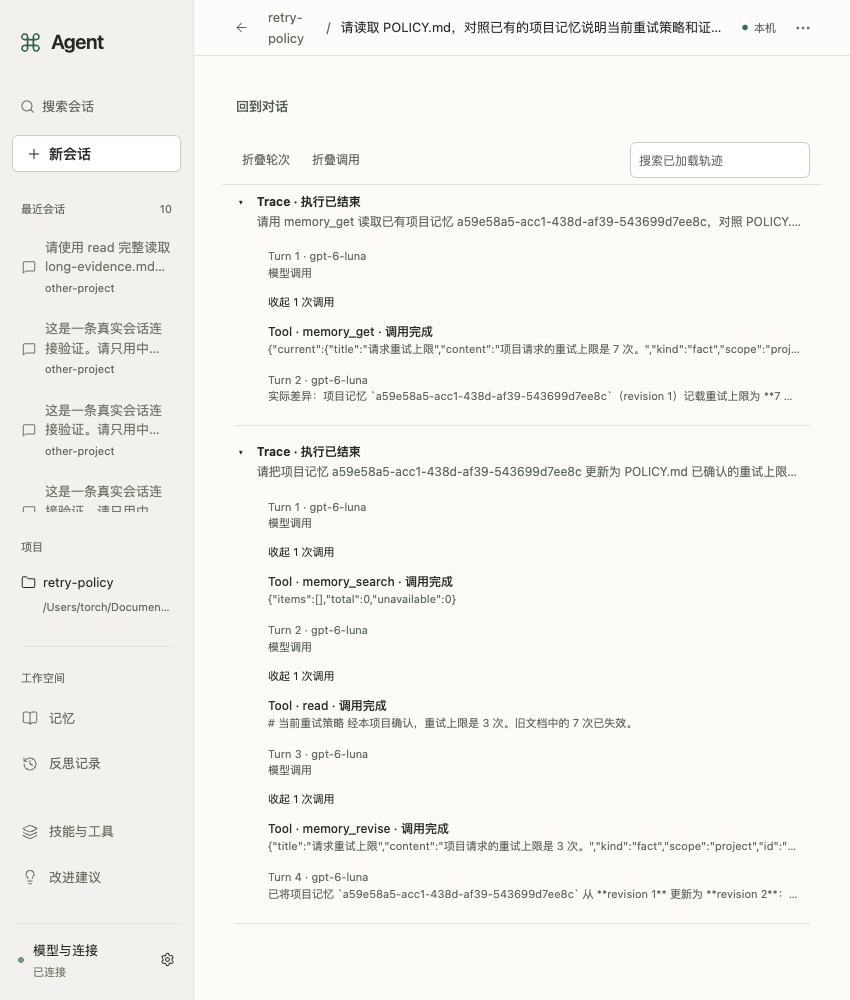 Agent
搜索会话
+ 新会话
最近会话 10
请使用 read 完整读取
long-evidence.md...
other-project
这是一条真实会话连
接验证。请只用中...
other-project
这是一条真实会话连
接验证。请只用中...
other-project
这是一条真实会话连
接验证。请只用中
项目
retry-policy
/Users/torch/Documen...
工作空间
记忆
反思记录
技能与工具
改进建议
模型与连接
已连接
retry-
policy
/ 请读取 POLICY.md，对照已有的项目记忆说明当前重试策略和证...
本机
回到对话
折叠轮次 折叠调用
搜索已加载轨迹
Trace · 执行已结束
请用 memory_get 读取已有项目记忆 a59e58a5-acc1-438d-af39-543699d7ee8c，对照 POLICY....
Turn 1 · gpt-6-luna
模型调用
收起 1 次调用
Tool · memory_get · 调用完成
{"current":{"title":"请求重试上限","content":"项目请求的重试上限是 7 次。","kind":"fact","scope":"proj...
Turn 2 · gpt-6-luna
实际差异：项目记忆 `a59e58a5-acc1-438d-af39-543699d7ee8c`（revision 1）记载重试上限为 **7 ...
Trace · 执行已结束
请把项目记忆 a59e58a5-acc1-438d-af39-543699d7ee8c 更新为 POLICY.md 已确认的重试上限...
Turn 1 · gpt-6-luna
模型调用
收起 1 次调用
Tool · memory_search · 调用完成
{"items":[],"total":0,"unavailable":0}
Turn 2 · gpt-6-luna
模型调用
收起 1 次调用
Tool · read · 调用完成
# 当前重试策略 经本项目确认，重试上限是 3 次。旧文档中的 7 次已失效。
Turn 3 · gpt-6-luna
模型调用
收起 1 次调用
Tool · memory_revise · 调用完成
{"title":"请求重试上限","content":"项目请求的重试上限是 3 次。","kind":"fact","scope":"project","id":"...
Turn 4 · gpt-6-luna
已将项目记忆 `a59e58a5-acc1-438d-af39-543699d7ee8c` 从 **revision 1** 更新为 **revision 2**：...